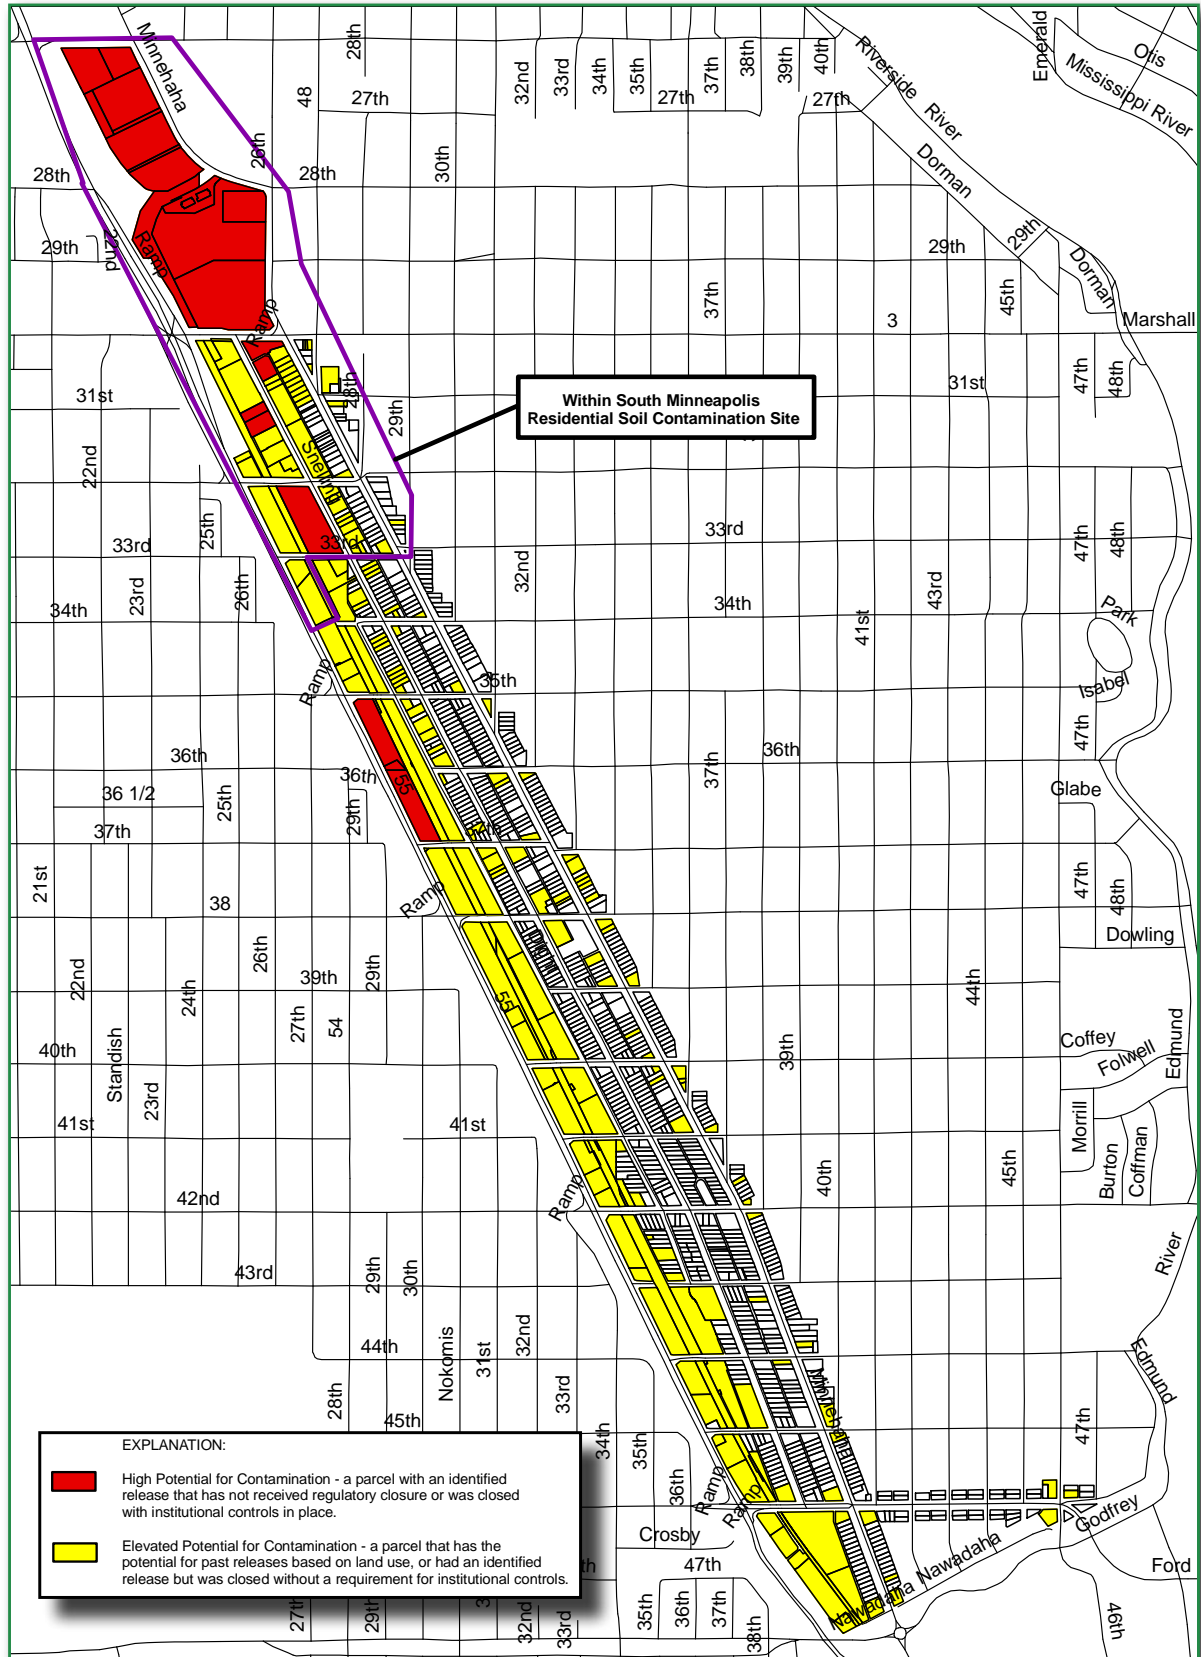 Minnehaha
28th
48
27th
32nd
33rd
34th
35th
27th
37th
38th
39th
40th
27th
Riverside
River
Dorman
Emerald
Otis
Mississippi River
28th
26th
28th
30th
29th
22nd
Ramp
29th
29th
Dorman
45th
37th
3
Marshall
Ramp
31st
28th
29th
31st
47th
48th
Within South Minneapolis
Residential Soil Contamination Site
22nd
Snelling
25th
33rd
33rd
33rd
47th
48th
32nd
23rd
26th
34th
34th
43rd
41st
Park
Isabel
Ramp
35th
47th
36th
36th
36th
37th
55
36 1/2
25th
29th
37th
37th
Glabe
21st
38
Ramp
47th
48th
Dowling
26th
22nd
24th
39th
29th
Dight
55
44th
27th
54
40th
Standish
39th
Coffey
Folwell
Edmund
23rd
41st
41st
Morrill
Burton
Coffman
42nd
Ramp
40th
45th
River
43rd
29th
30th
44th
Nokomis
31st
32nd
Edmund
28th
33rd
45th
Minnehaha
34th
35th
47th
36th
Ramp
Ramp
Godfrey
Crosby
47th
Nawadaha
Nawadaha
Ford
EXPLANATION:
High Potential for Contamination - a parcel with an identified
release that has not received regulatory closure or was closed
with institutional controls in place.
Elevated Potential for Contamination - a parcel that has the
potential for past releases based on land use, or had an identified
release but was closed without a requirement for institutional controls.
27th
29th
32nd
33rd
35th
36th
37th
38th
46th